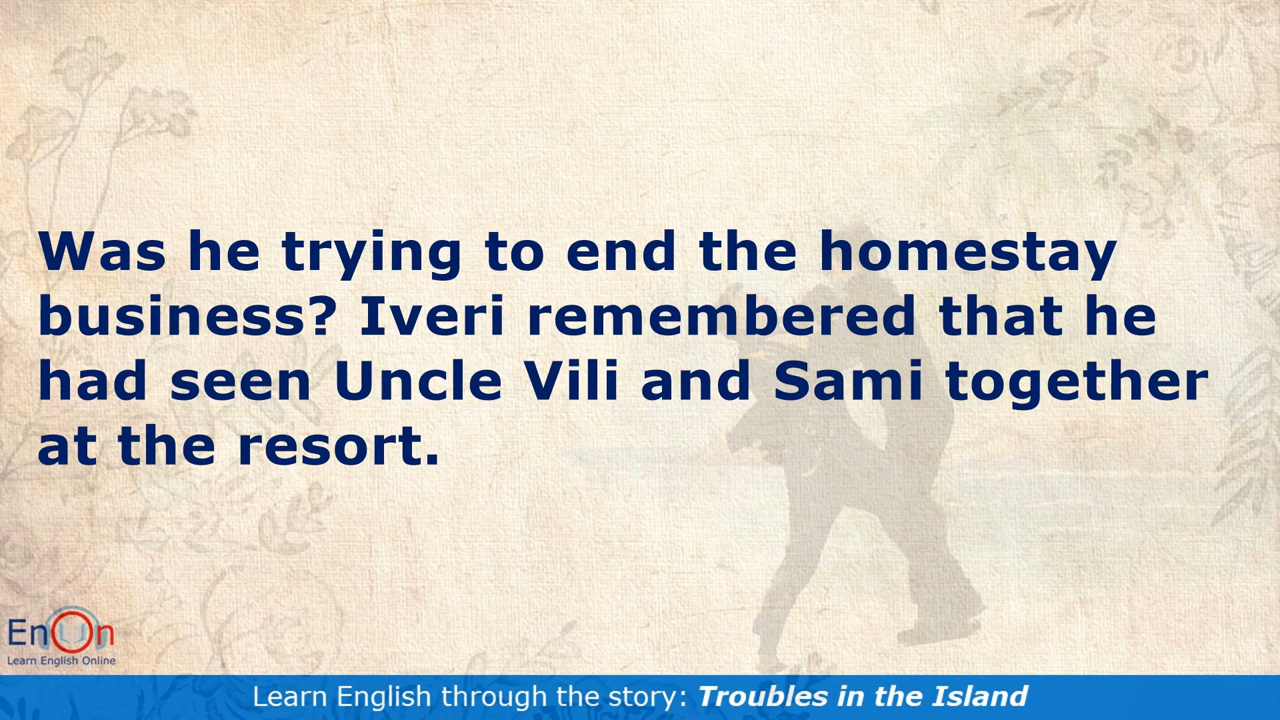 Was he trying to end the homestay
business? Iveri remembered that he
had seen Uncle Vili and Sami together
at the resort.
EnOn
Learn English Online
Learn English through the story: Troubles in the Island